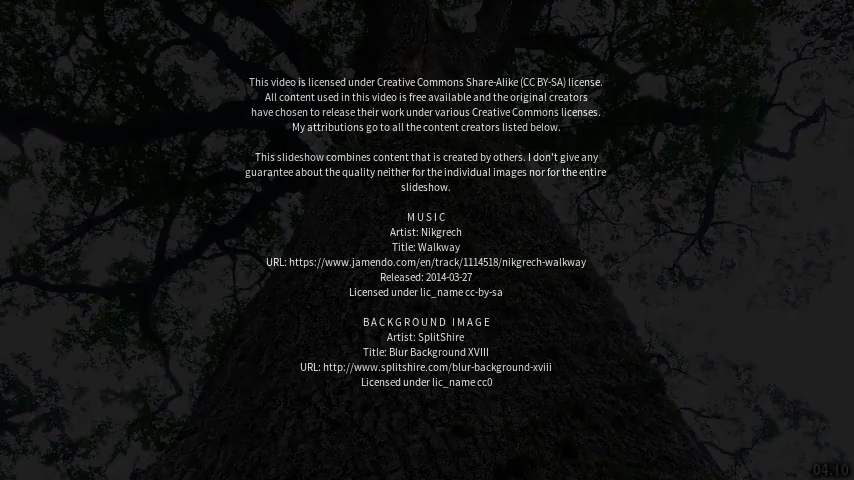 This video is licensed under Creative Commons Share-Alike (CC BY-SA) license.
All content used in this video is free available and the original creators
have chosen to release their work under various Creative Commons licenses.
My attributions go to all the content creators listed below.
This slideshow combines content that is created by others. I don't give any
guarantee about the quality neither for the individual images nor for the entire
slideshow.
MUSIC
Artist: Nikgrech
Title: Walkway
URL: https://www.jamendo.com/en/track/1114518/nikgrech-walkway
Released: 2014-03-27
Licensed under lic_name cc-by-sa
BACKGROUND IMAGE
Artist: SplitShire
Title: Blur Background XVIII
URL: http://www.splitshire.com/blur-background-xviii
Licensed under lic_name cc0
04.10